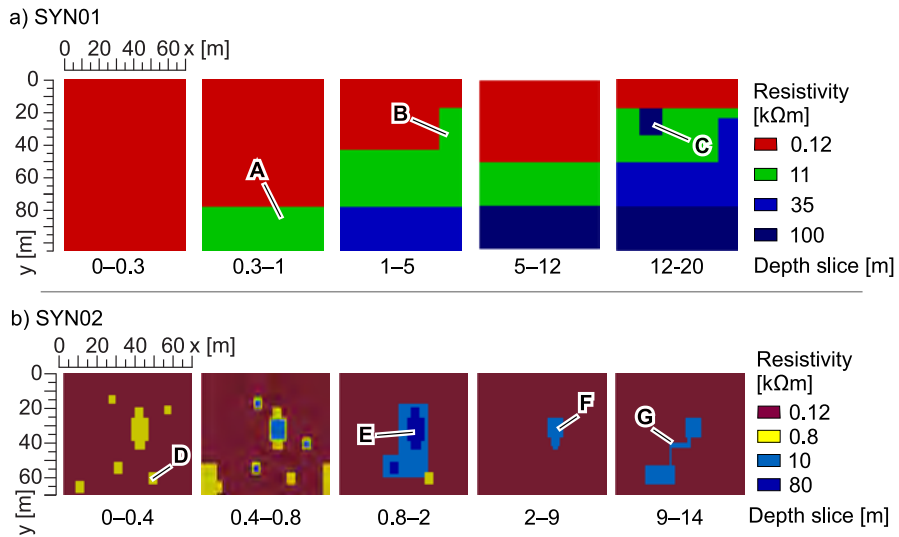 a) SYN01
0 20 40 60 x [m]
0
20
40
60
80
y [m]
A
B
C
Resistivity
[kΩm]
0.12
11
35
100
0–0.3 0.3–1 1–5 5–12 12-20 Depth slice [m]
b) SYN02
0 20 40 60 x [m]
0
20
40
60
y [m]
D
E
F
G
Resistivity
[kΩm]
0.12
0.8
10
80
0–0.4 0.4–0.8 0.8–2 2–9 9–14 Depth slice [m]